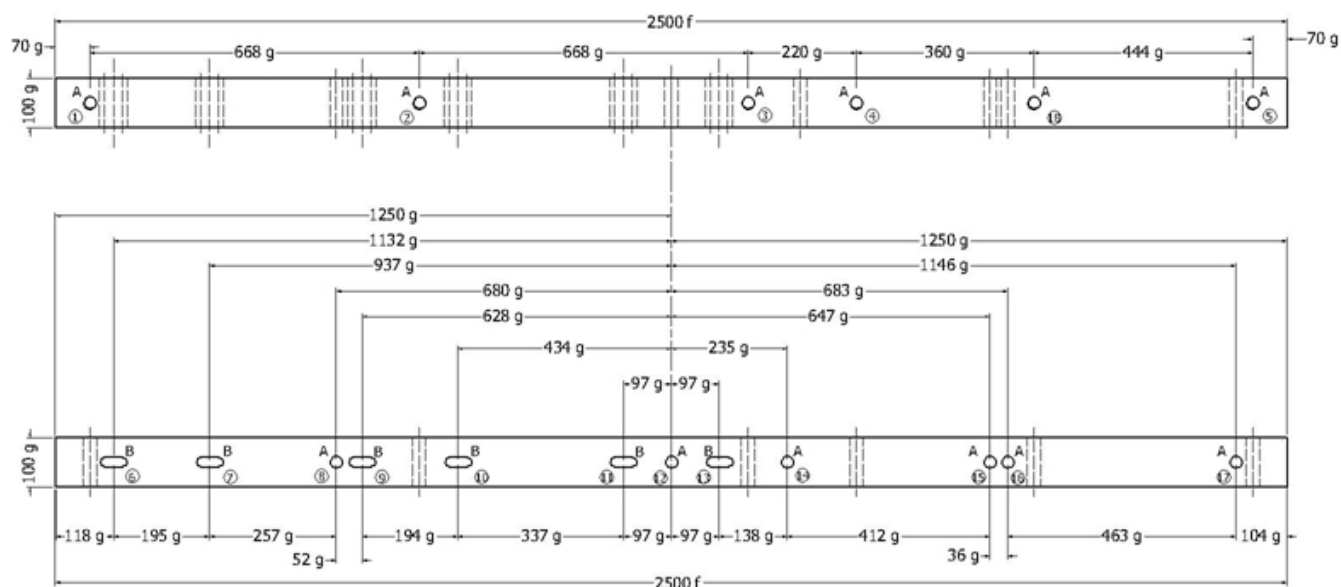 2500 f
70 g 668 g 668 g 220 g 360 g 444 g 70 g
100 g
A A A A A A
① ② ③ ④ ⑱ ⑤
1250 g
1132 g 1250 g
937 g 1146 g
680 g 683 g
628 g 647 g
434 g 235 g
97 g 97 g
100 g
B B A B B B A B A A A A
⑥ ⑦ ⑧ ⑨ ⑩ ⑪ ⑫ ⑬ ⑭ ⑮ ⑯ ⑰
118 g 195 g 257 g 194 g 337 g 97 g 97 g 138 g 412 g 463 g 104 g
52 g 36 g
2500 f